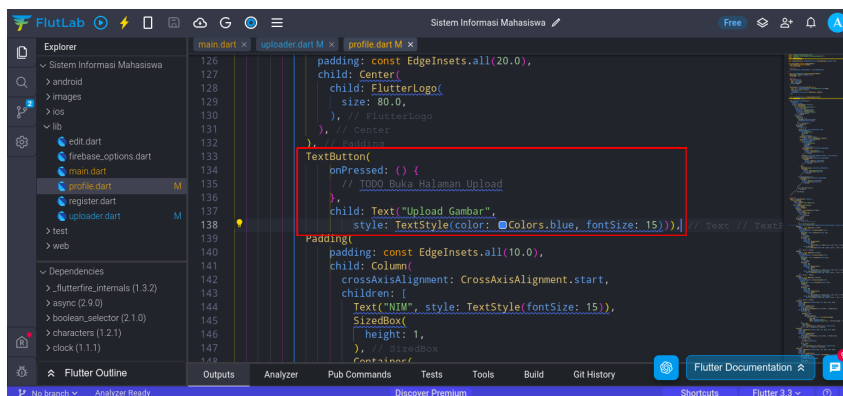 FlutLab
Sistem Informasi Mahasiswa
Free
A
Explorer
main.dart ×
uploader.dart M ×
profile.dart M ×
Sistem Informasi Mahasiswa
android
images
ios
lib
edit.dart
firebase_options.dart
main.dart
profile.dart M
register.dart
uploader.dart M
test
web
Dependencies
_flutterfire_internals (1.3.2)
async (2.9.0)
boolean_selector (2.1.0)
characters (1.2.1)
clock (1.1.1)
Flutter Outline
2
126 padding: const EdgeInsets.all(20.0),
127 child: Center(
128 child: FlutterLogo(
129 size: 80.0,
130 ), // FlutterLogo
131 ), // Center
132 ), // Padding
133 TextButton(
134 onPressed: () {
135 // TODO Buka Halaman Upload
136 },
137 child: Text("Upload Gambar",
138 style: TextStyle(color: Colors.blue, fontSize: 15))), // Text // TextB
139 Padding(
140 padding: const EdgeInsets.all(10.0),
141 child: Column(
142 crossAxisAlignment: CrossAxisAlignment.start,
143 children: [
144 Text("NIM", style: TextStyle(fontSize: 15)),
145 SizedBox(
146 height: 1,
147 ), // SizedBox
148 Container(
Outputs Analyzer Pub Commands Tests Tools Build Git History
Flutter Documentation
No branch Analyzer Ready Discover Premium Shortcuts Flutter 3.3